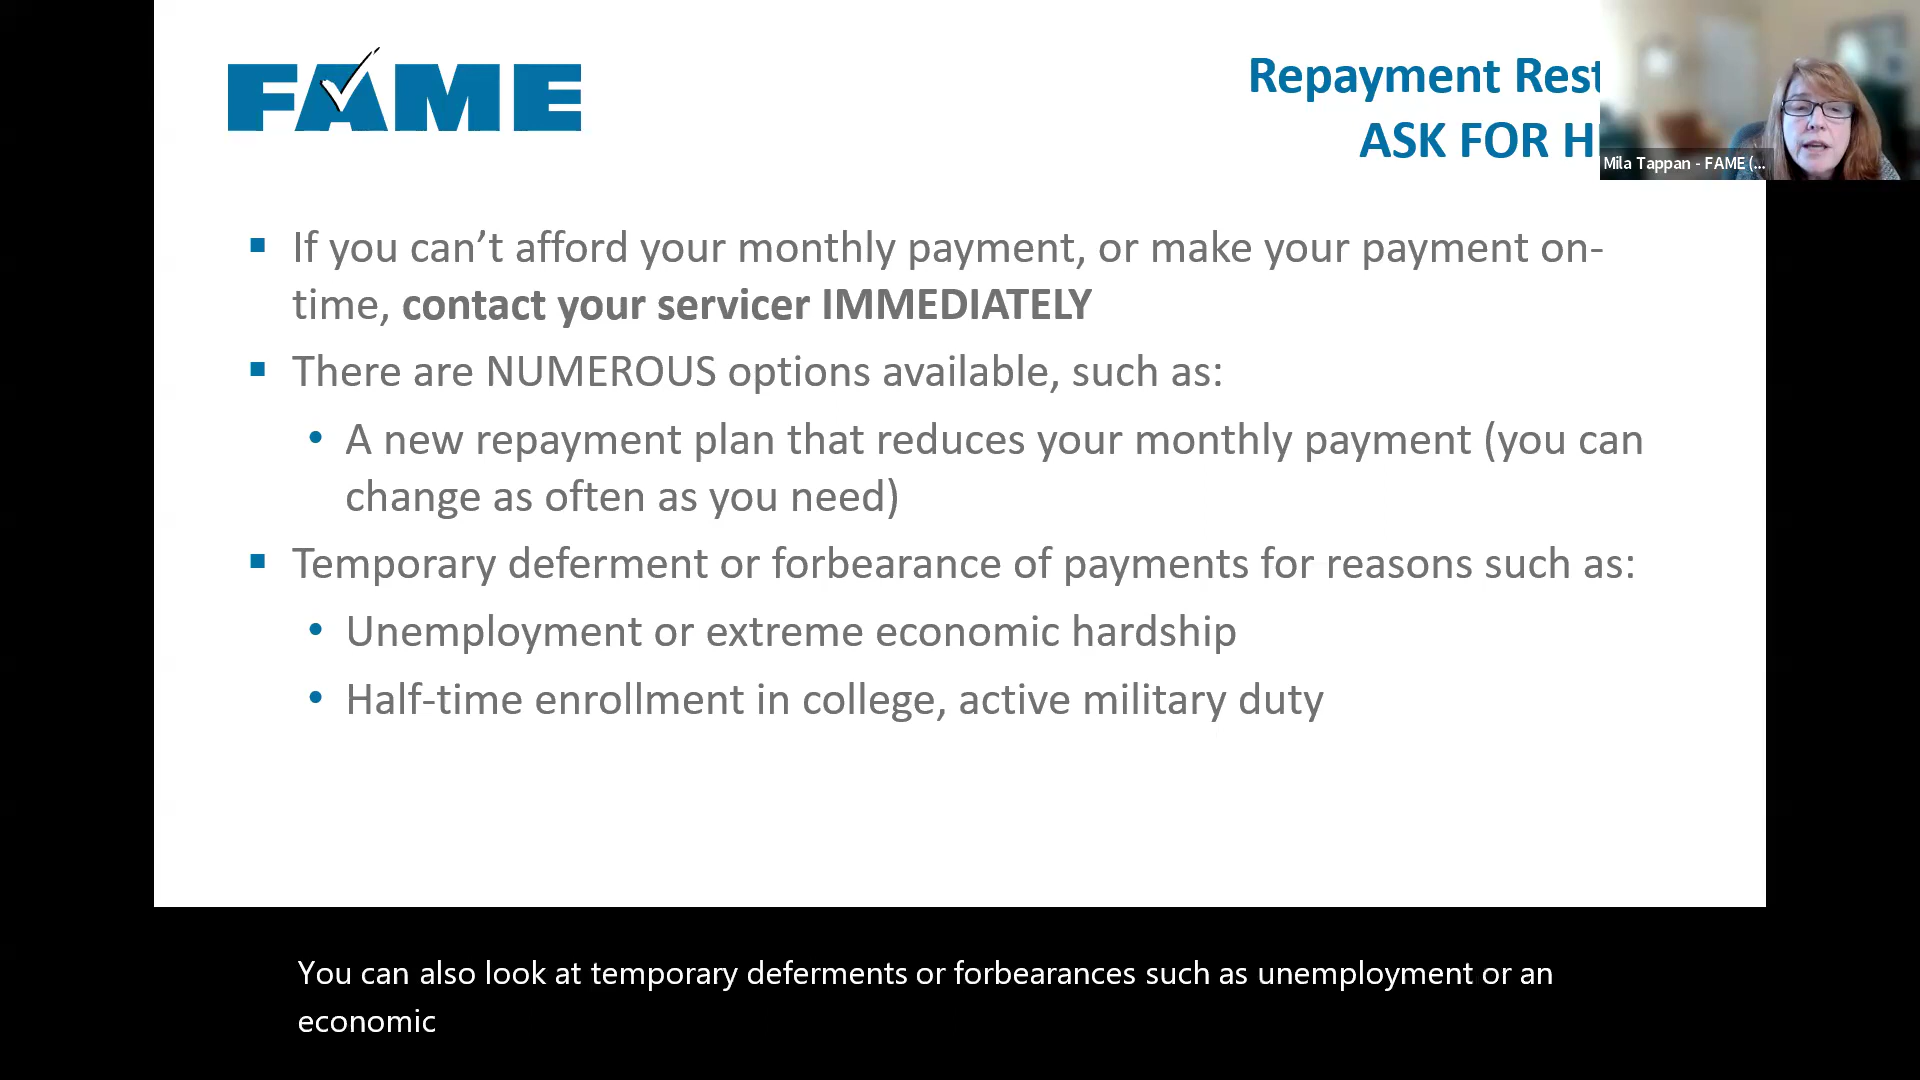 FAME
Repayment Rest
ASK FOR H
Mila Tappan - FAME (...
▪ If you can’t afford your monthly payment, or make your payment on-
time, contact your servicer IMMEDIATELY
▪ There are NUMEROUS options available, such as:
• A new repayment plan that reduces your monthly payment (you can
change as often as you need)
▪ Temporary deferment or forbearance of payments for reasons such as:
• Unemployment or extreme economic hardship
• Half-time enrollment in college, active military duty
You can also look at temporary deferments or forbearances such as unemployment or an
economic